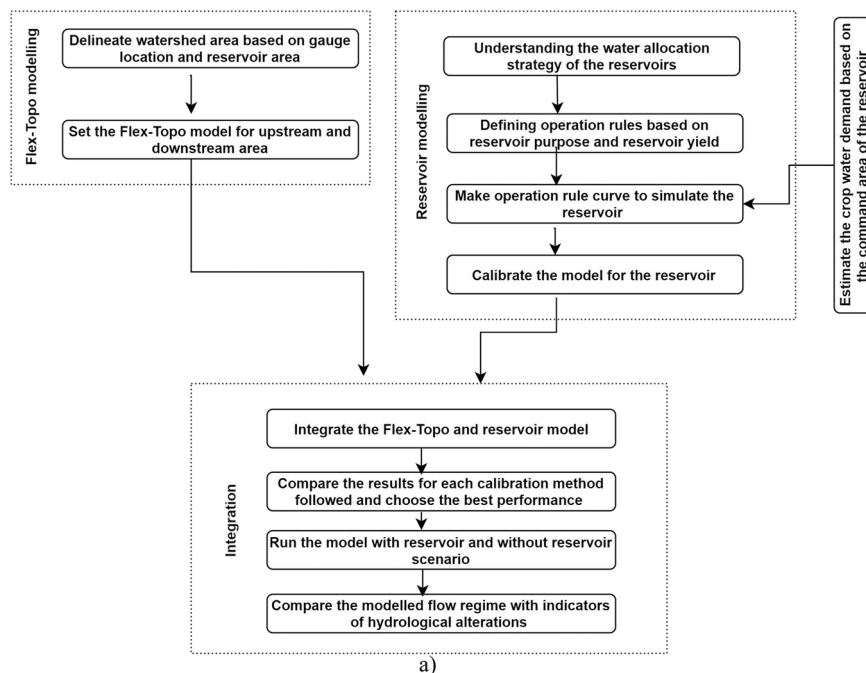 Flex-Topo modelling
Delineate watershed area based on gauge
location and reservoir area
Set the Flex-Topo model for upstream and
downstream area
Reservoir modelling
Understanding the water allocation
strategy of the reservoirs
Defining operation rules based on
reservoir purpose and reservoir yield
Make operation rule curve to simulate the
reservoir
Calibrate the model for the reservoir
Estimate the crop water demand based on
the command area of the reservoir
Integration
Integrate the Flex-Topo and reservoir model
Compare the results for each calibration method
followed and choose the best performance
Run the model with reservoir and without reservoir
scenario
Compare the modelled flow regime with indicators
of hydrological alterations
a)